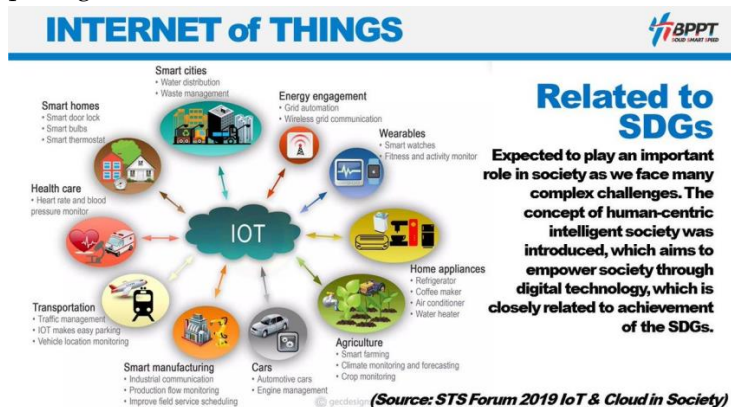 INTERNET of THINGS
BPPT
SOLID SMART SPEED
Smart cities
• Water distribution
• Waste management
Energy engagement
• Grid automation
• Wireless grid communication
Smart homes
• Smart door lock
• Smart bulbs
• Smart thermostat
Wearables
• Smart watches
• Fitness and activity monitor
Health care
• Heart rate and blood
pressure monitor
IOT
Home appliances
• Refrigerator
• Coffee maker
• Air conditioner
• Water heater
Transportation
• Traffic management
• IOT makes easy parking
• Vehicle location monitoring
Agriculture
• Smart farming
• Climate monitoring and forecasting
• Crop monitoring
Smart manufacturing
• Industrial communication
• Production flow monitoring
• Improve field service scheduling
Cars
• Automotive cars
• Engine management
Related to
SDGs
Expected to play an important
role in society as we face many
complex challenges. The
concept of human-centric
intelligent society was
introduced, which aims to
empower society through
digital technology, which is
closely related to achievement
of the SDGs.
gecdesigns
(Source: STS Forum 2019 IoT & Cloud in Society)